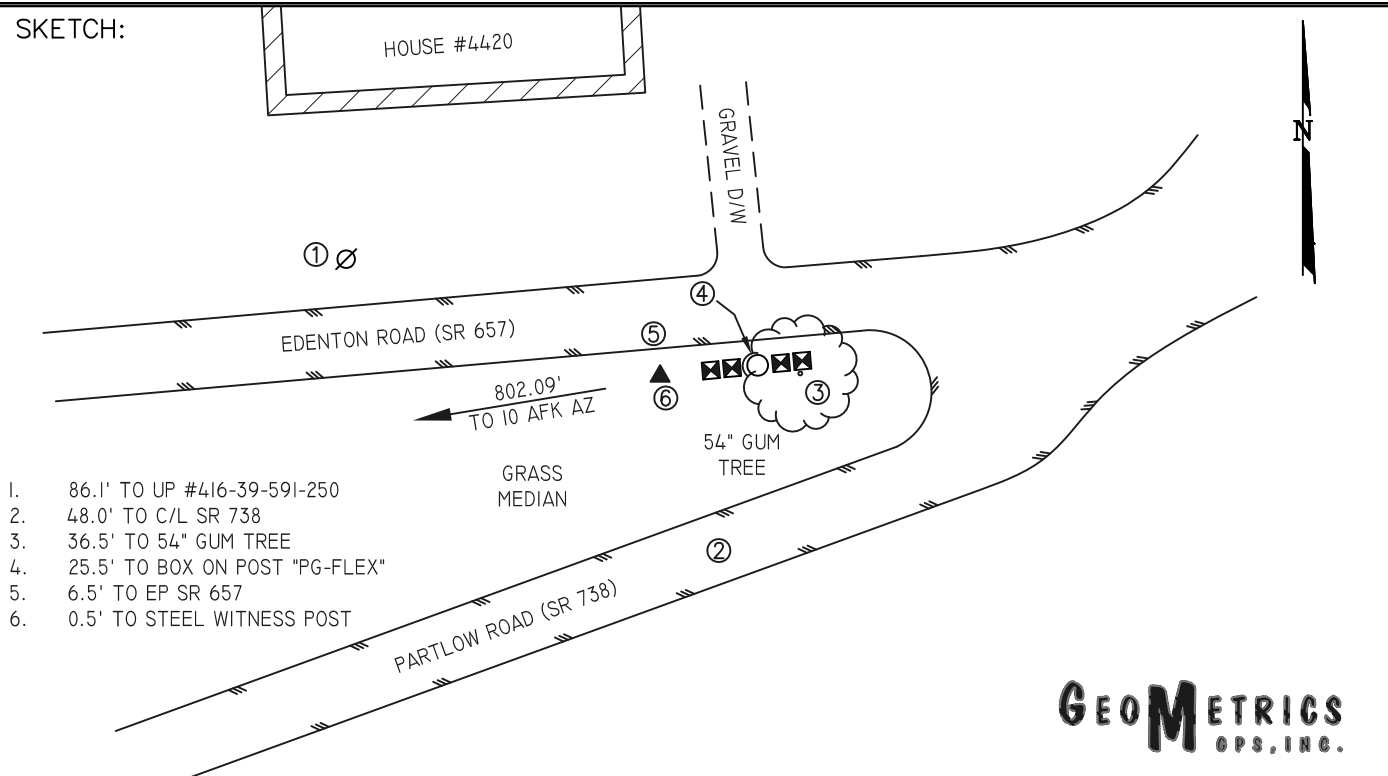 SKETCH:
HOUSE #4420
N
GRAVEL D/W
1
4
EDENTON ROAD (SR 657)
5
802.09'
TO 10 AFK AZ
6
3
54" GUM
TREE
GRASS
MEDIAN
1. 86.1' TO UP #416-39-591-250
2. 48.0' TO C/L SR 738
3. 36.5' TO 54" GUM TREE
4. 25.5' TO BOX ON POST "PG-FLEX"
5. 6.5' TO EP SR 657
6. 0.5' TO STEEL WITNESS POST
2
PARTLOW ROAD (SR 738)
GEOMETRICS
GPS, INC.